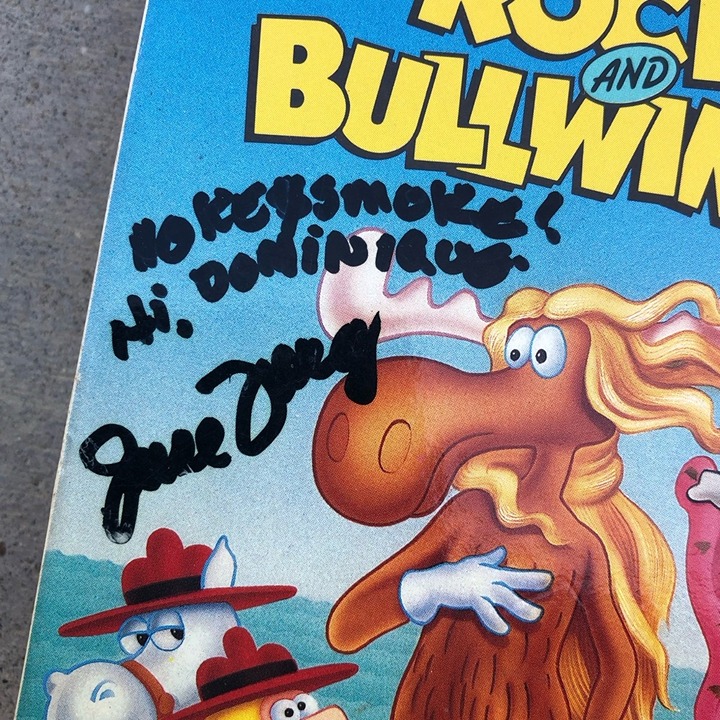 ROC
AND
BULLWIN
HOKEYSMOKE!
Hi, DOMINIQUE
June Foray